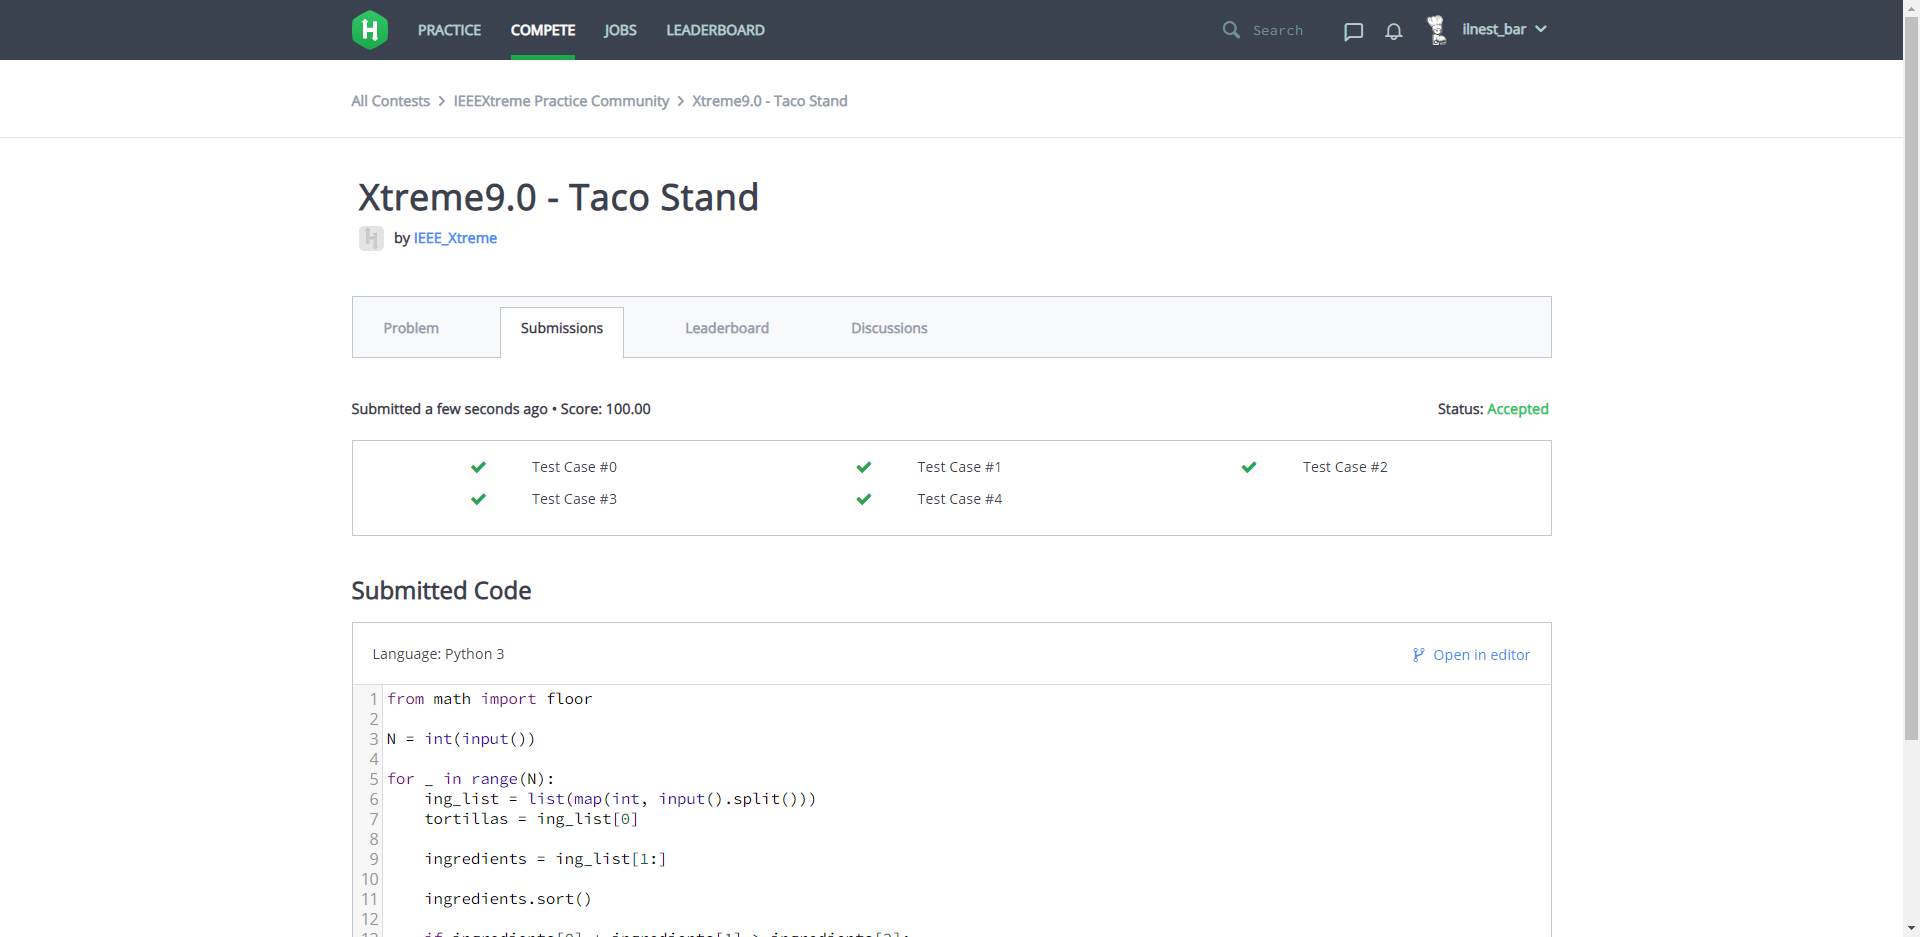 PRACTICE COMPETE JOBS LEADERBOARD Search ilnest_bar
All Contests > IEEEXtreme Practice Community > Xtreme9.0 - Taco Stand
Xtreme9.0 - Taco Stand
by IEEE_Xtreme
Problem Submissions Leaderboard Discussions
Submitted a few seconds ago • Score: 100.00 Status: Accepted
Test Case #0 Test Case #1 Test Case #2
Test Case #3 Test Case #4
Submitted Code
Language: Python 3 Open in editor
1 from math import floor
2
3 N = int(input())
4
5 for _ in range(N):
6 ing_list = list(map(int, input().split()))
7 tortillas = ing_list[0]
8
9 ingredients = ing_list[1:]
10
11 ingredients.sort()
12